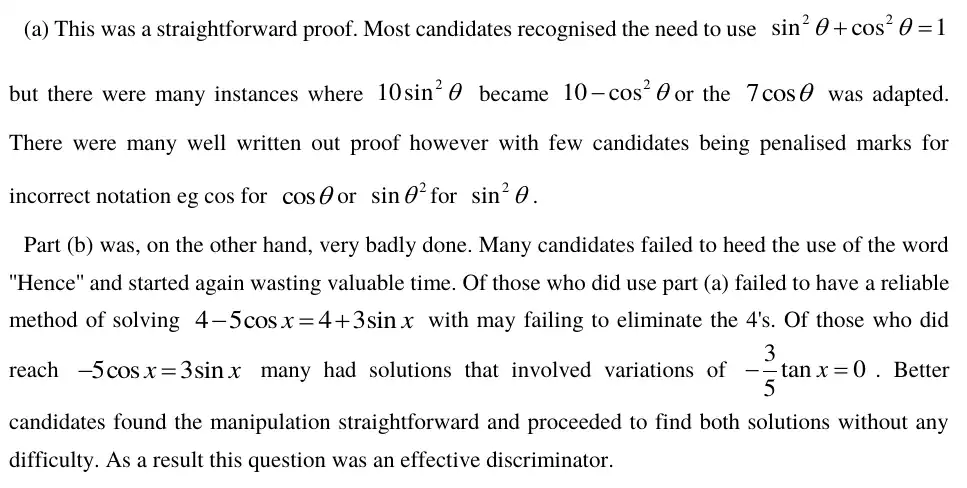 (a) This was a straightforward proof. Most candidates recognised the need to use sin² θ + cos² θ = 1
but there were many instances where 10 sin² θ became 10 − cos² θ or the 7 cos θ was adapted.
There were many well written out proof however with few candidates being penalised marks for
incorrect notation eg cos for cos θ or sin θ² for sin² θ .
Part (b) was, on the other hand, very badly done. Many candidates failed to heed the use of the word
"Hence" and started again wasting valuable time. Of those who did use part (a) failed to have a reliable
method of solving 4 − 5 cos x = 4 + 3 sin x with may failing to eliminate the 4's. Of those who did
reach −5 cos x = 3 sin x many had solutions that involved variations of −3/5 tan x = 0 . Better
candidates found the manipulation straightforward and proceeded to find both solutions without any
difficulty. As a result this question was an effective discriminator.